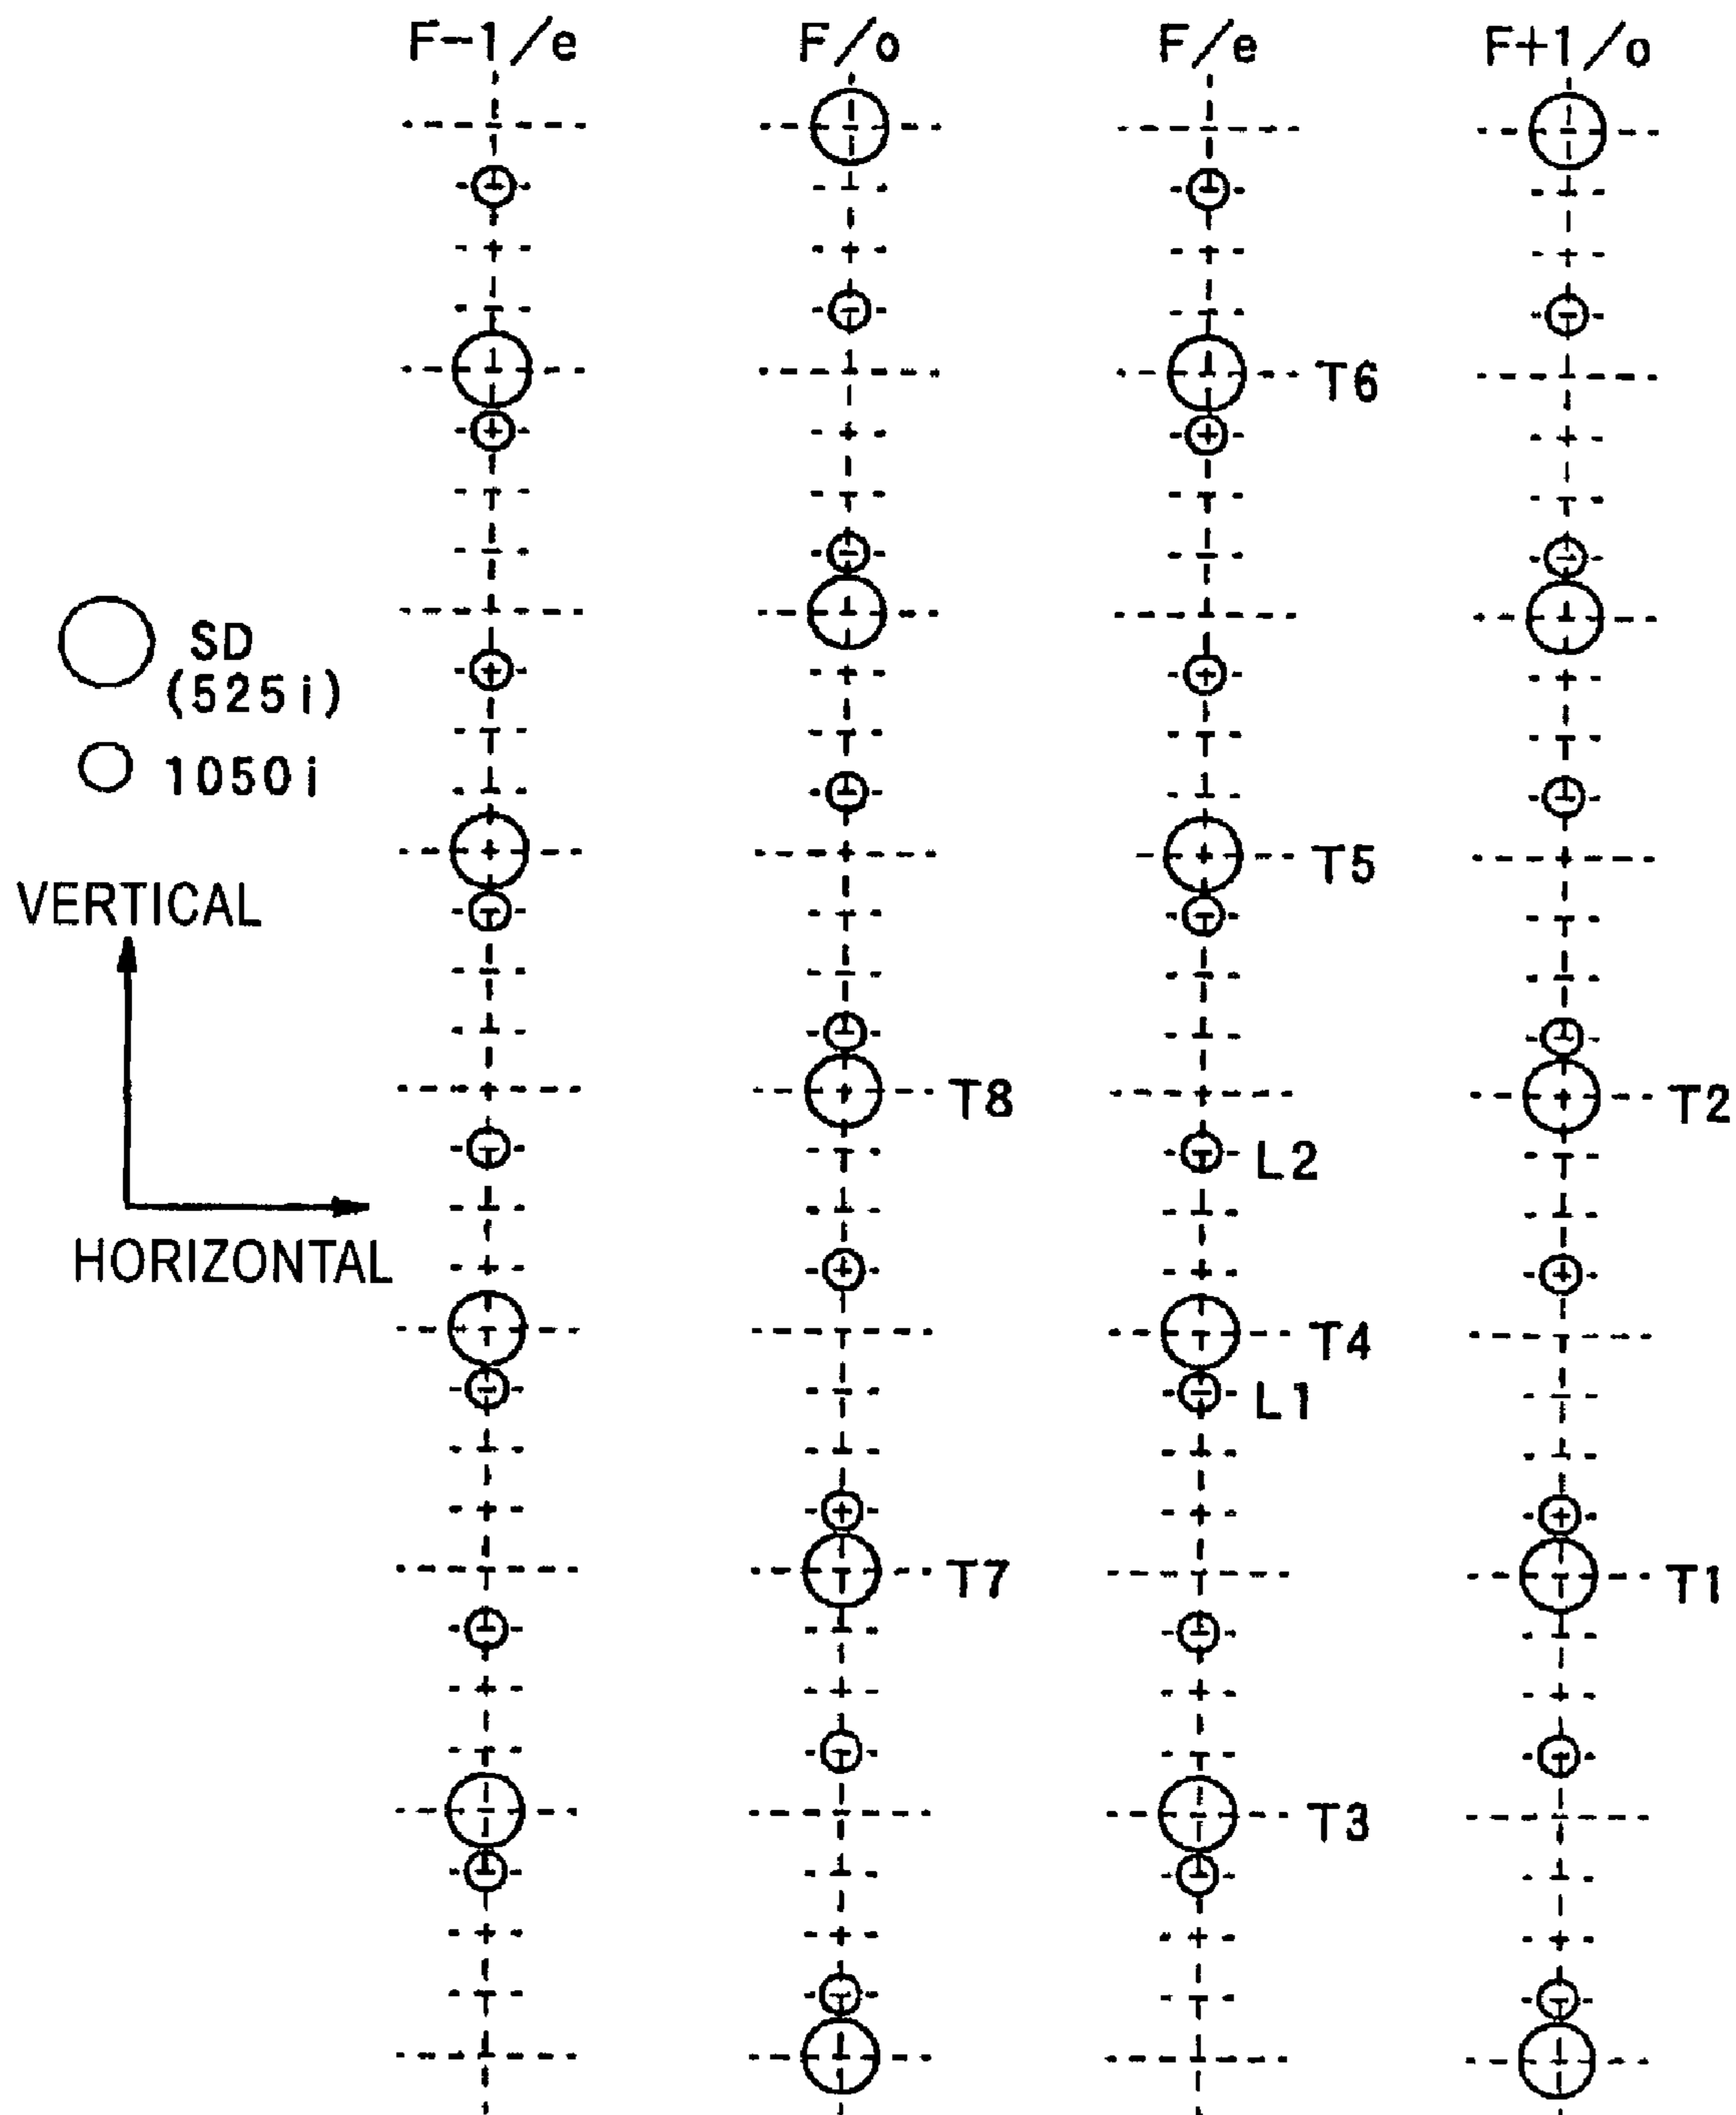 F-1/e
F/o
F/e
F+1/o
T6
SD
(525i)
1050i
T5
VERTICAL
T8
T2
L2
HORIZONTAL
T4
L1
T7
T1
T3